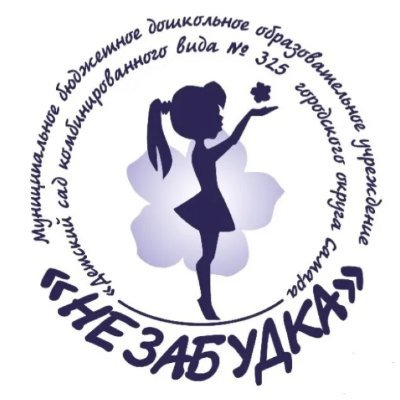 Муниципальное бюджетное дошкольное образовательное учреждение
«Детский сад комбинированного вида № 325 городского округа Самара
«НЕЗАБУДКА»